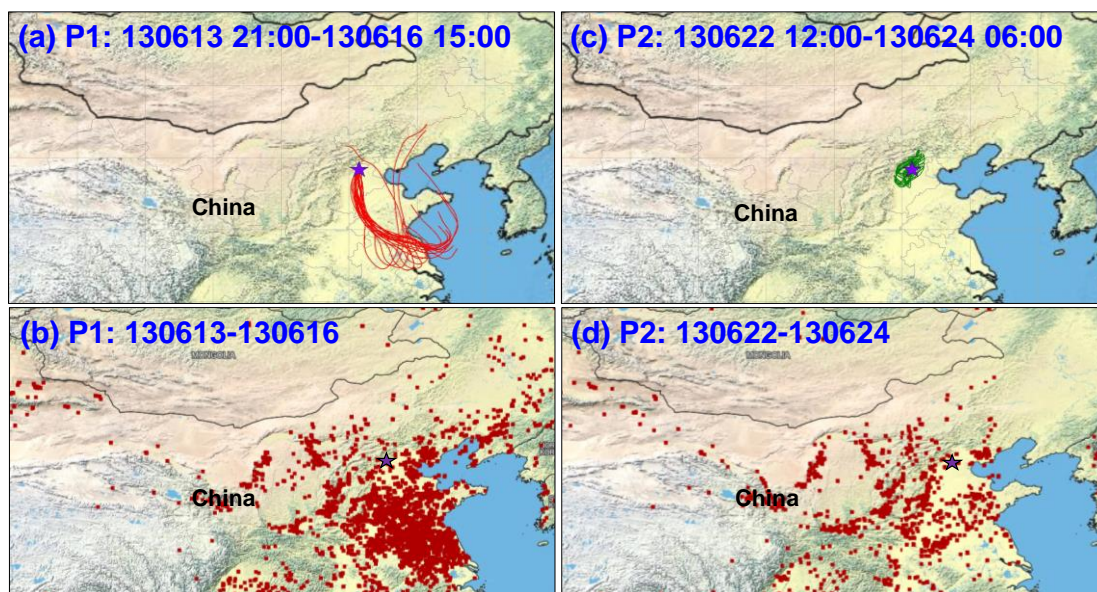 (a) P1: 130613 21:00-130616 15:00
China
(c) P2: 130622 12:00-130624 06:00
China
(b) P1: 130613-130616
MONGOLIA
China
(d) P2: 130622-130624
MONGOLIA
China